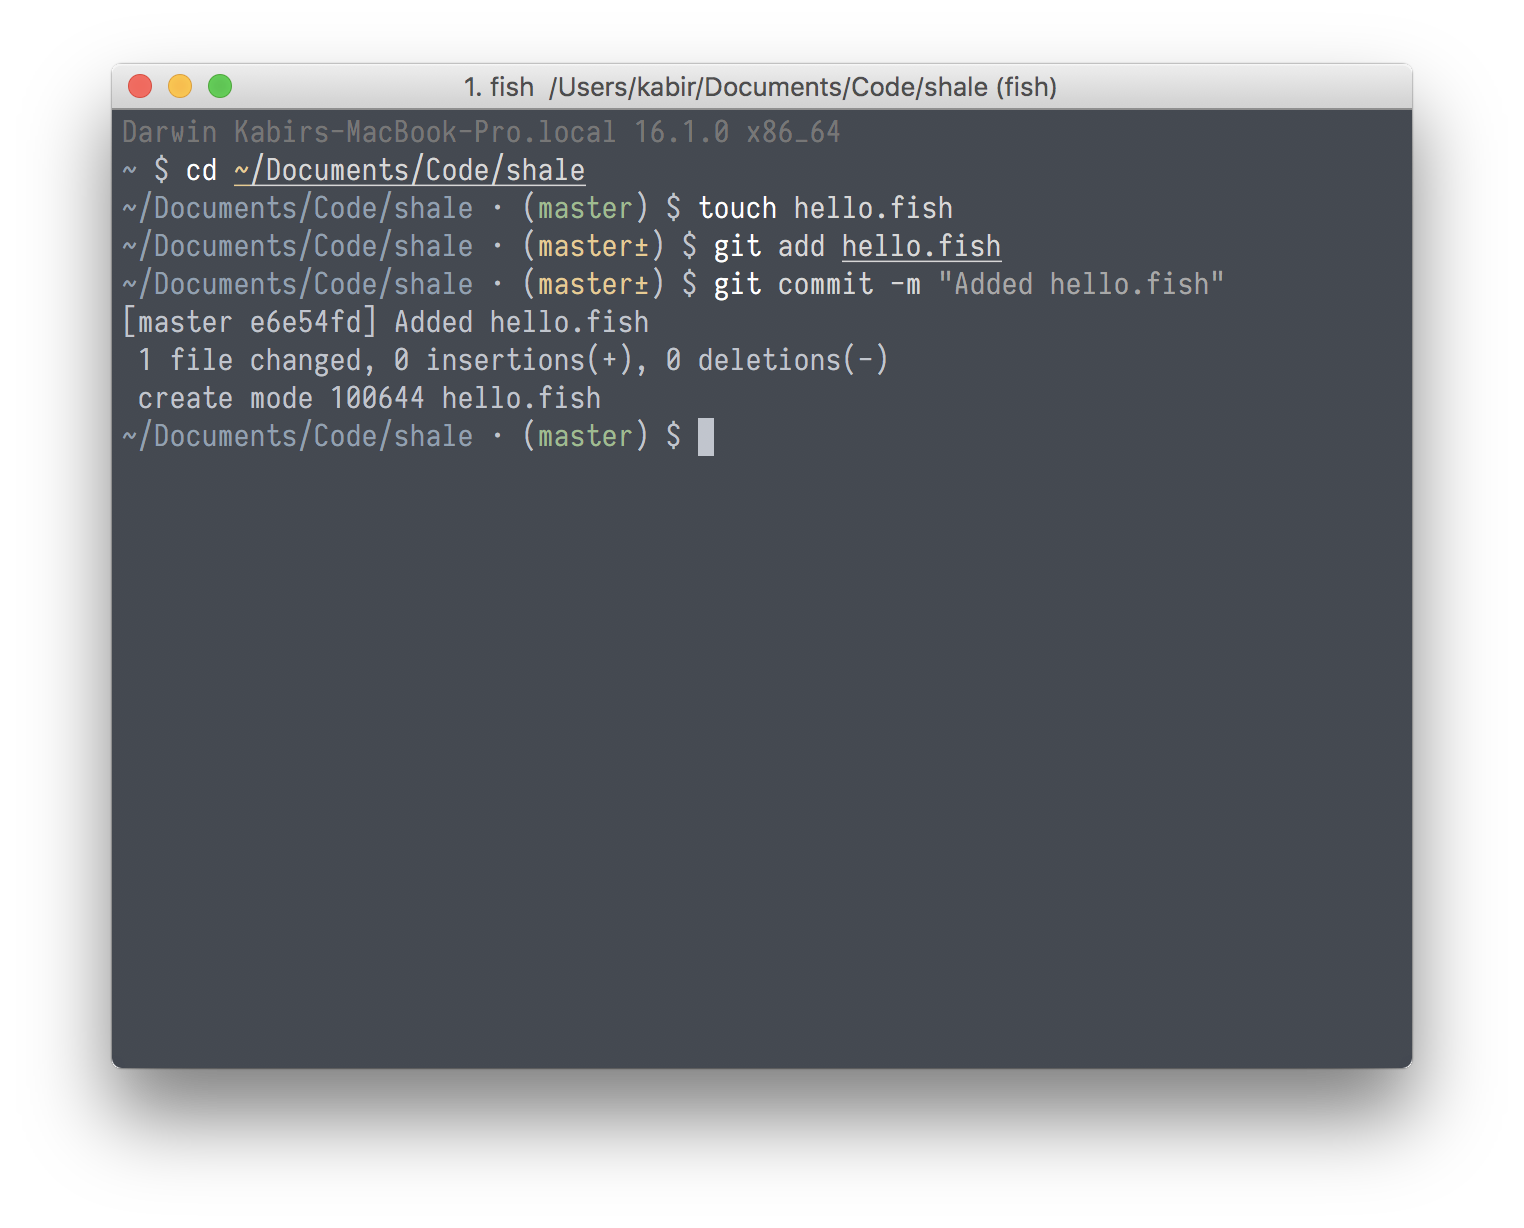 1. fish  /Users/kabir/Documents/Code/shale (fish)
Darwin Kabirs-MacBook-Pro.local 16.1.0 x86_64
~ $ cd ~/Documents/Code/shale
~/Documents/Code/shale · (master) $ touch hello.fish
~/Documents/Code/shale · (master±) $ git add hello.fish
~/Documents/Code/shale · (master±) $ git commit -m "Added hello.fish"
[master e6e54fd] Added hello.fish
 1 file changed, 0 insertions(+), 0 deletions(-)
 create mode 100644 hello.fish
~/Documents/Code/shale · (master) $